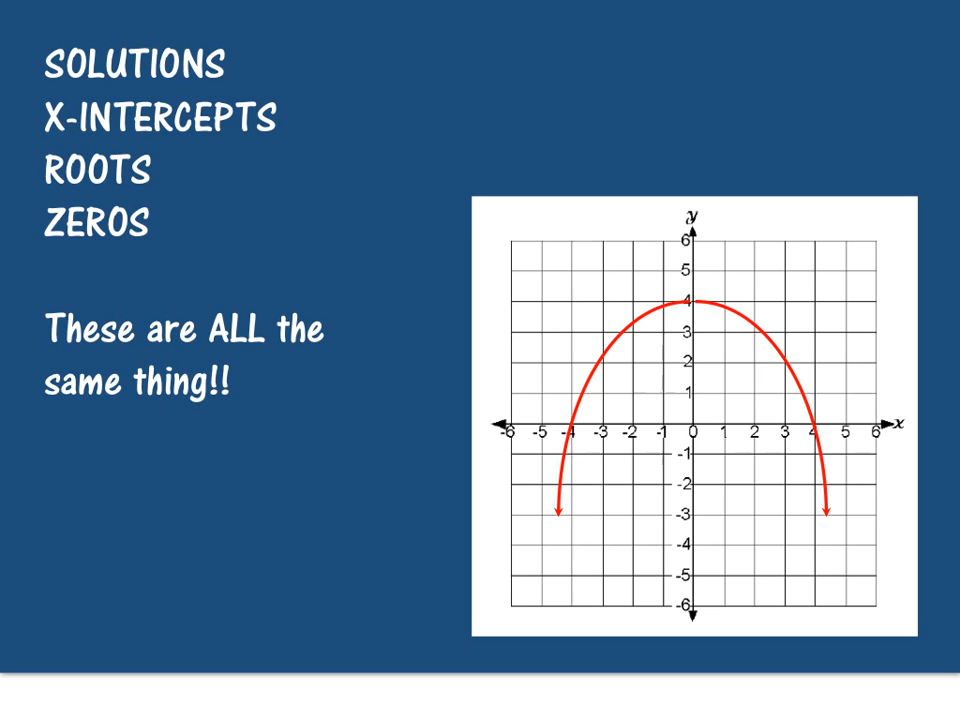 SOLUTIONS
X-INTERCEPTS
ROOTS
ZEROS
These are ALL the
same thing!!
y
6
5
4
3
2
1
-6 -5 -4 -3 -2 -1 0 1 2 3 4 5 6 x
-1
-2
-3
-4
-5
-6